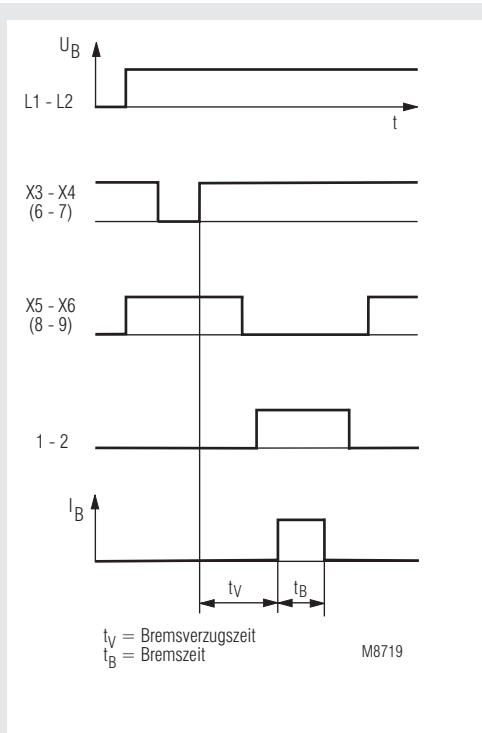 U_B
L1 - L2
t
X3 - X4
(6 - 7)
X5 - X6
(8 - 9)
1 - 2
I_B
t_V t_B
t_V = Bremsverzugszeit
t_B = Bremszeit
M8719